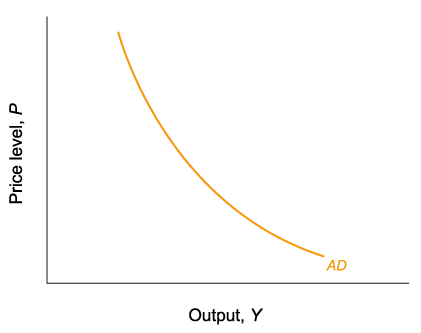 Price level, P
AD
Output, Y